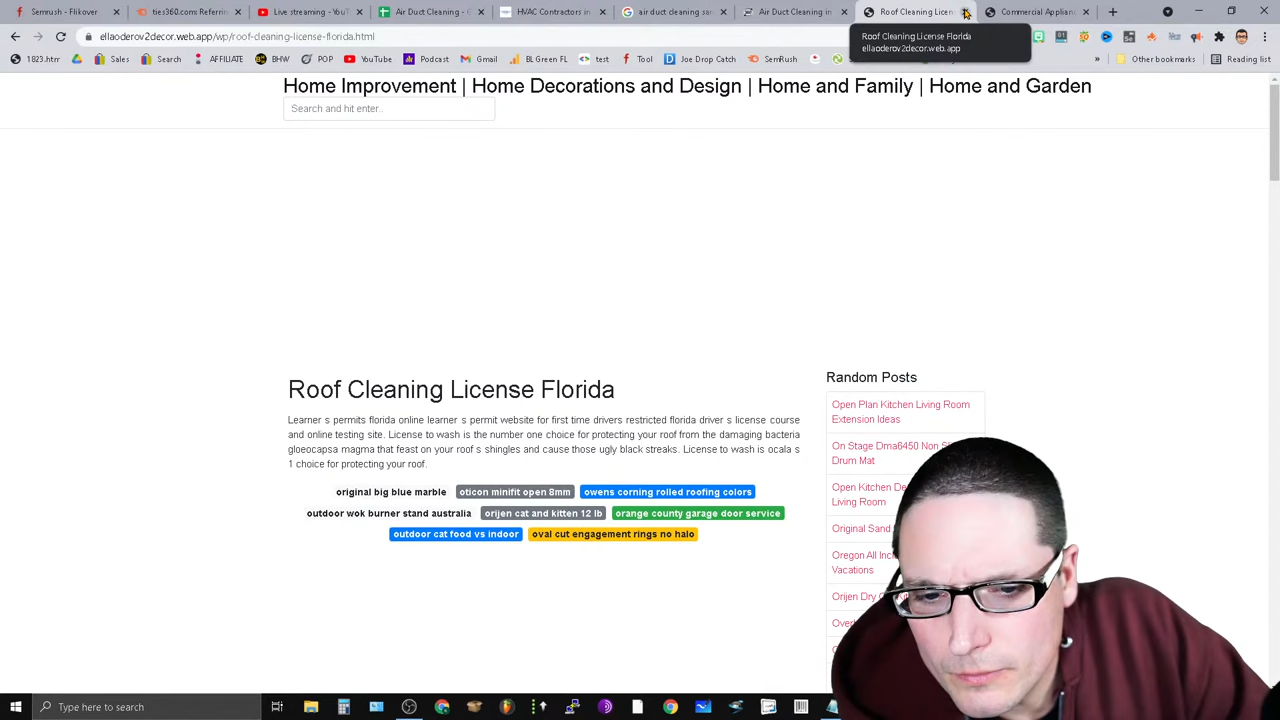 Semrush - Flikover
ties360.com: Referrin
Live streaming - YouT
Air Duct Cleaning -
HVAC Contractors in
air duct cleaning sar
Air Duct Cleaning in
Roof Cleaning Licen
Commercial Applian
ellaoderov2decor.web.app/wp/roof-cleaning-license-florida.html
Roof Cleaning License Florida
ellaoderov2decor.web.app
1823.htm
Sales
Search
AFFILIATE
BHW
POP
YouTube
Podcast
Gmail
BL Green FL
test
Tool
Joe Drop Catch
SemRush
Other bookmarks
Reading list
Home Improvement | Home Decorations and Design | Home and Family | Home and Garden
Search and hit enter..
Roof Cleaning License Florida
Learner s permits florida online learner s permit website for first time drivers restricted florida driver s license course
and online testing site. License to wash is the number one choice for protecting your roof from the damaging bacteria
gloeocapsa magma that feast on your roof s shingles and cause those ugly black streaks. License to wash is ocala s
1 choice for protecting your roof.
original big blue marble oticon minifit open 8mm owens corning rolled roofing colors
outdoor wok burner stand australia orijen cat and kitten 12 lb orange county garage door service
outdoor cat food vs indoor oval cut engagement rings no halo
Random Posts
Open Plan Kitchen Living Room
Extension Ideas
On Stage Dma6450 Non
Drum Mat
Open Kitchen
Living Room
Original Sand
Oregon All
Vacations
Orijen Dry
Type here to search